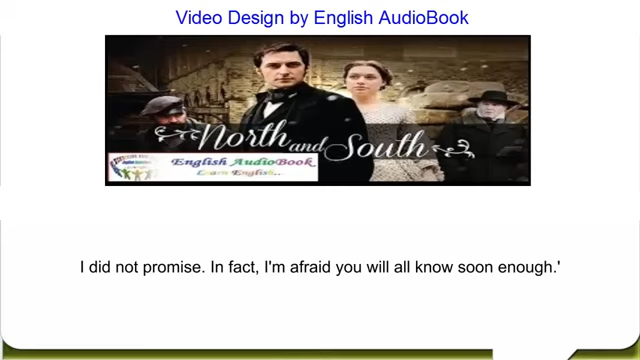 Video Design by English AudioBook
North and South
English AudioBook
Learn English...
I did not promise. In fact, I'm afraid you will all know soon enough.'